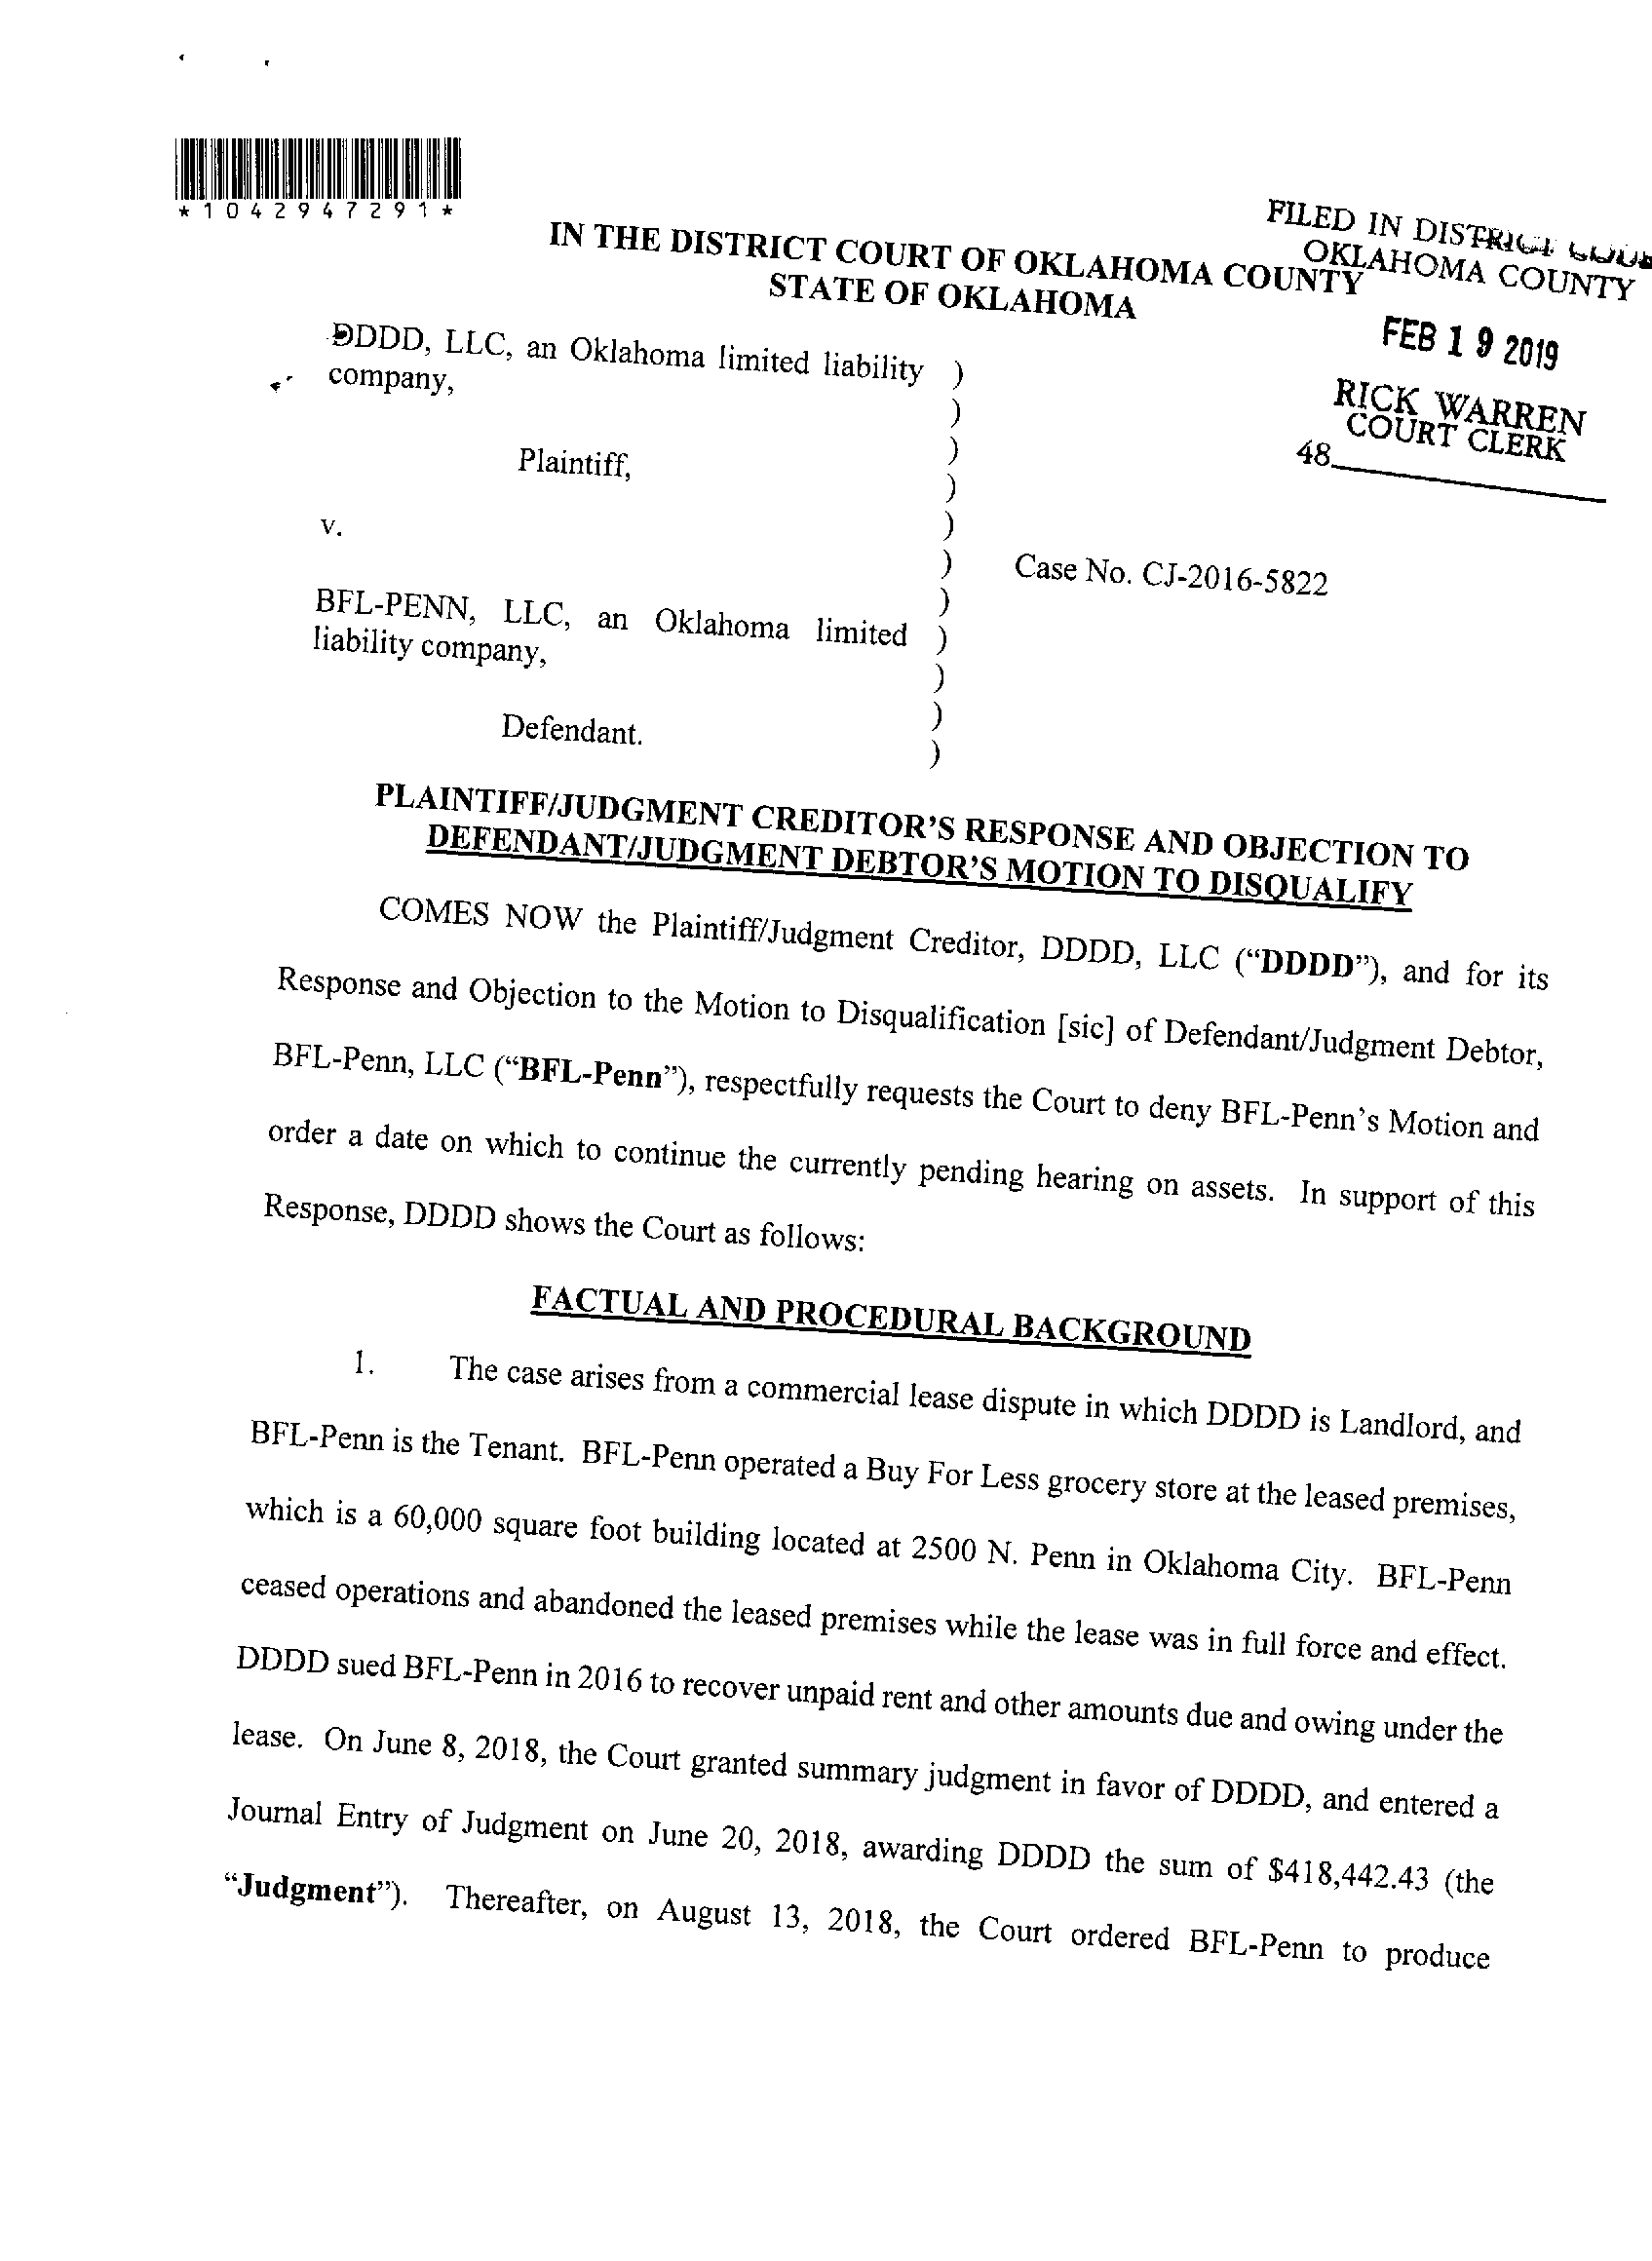 *1042947291*
FILED IN DISTRICT
OKLAHOMA COUNTY
IN THE DISTRICT COURT OF OKLAHOMA COUNTY
STATE OF OKLAHOMA
FEB 19 2019
RICK WARREN
COURT CLERK
48
DDDD, LLC, an Oklahoma limited liability )
company,
)
Plaintiff, )
)
v. )
) Case No. CJ-2016-5822
)
BFL-PENN, LLC, an Oklahoma limited )
liability company,
)
Defendant. )
)
PLAINTIFF/JUDGMENT CREDITOR’S RESPONSE AND OBJECTION TO
DEFENDANT/JUDGMENT DEBTOR’S MOTION TO DISQUALIFY
COMES NOW the Plaintiff/Judgment Creditor, DDDD, LLC (“DDDD”), and for its
Response and Objection to the Motion to Disqualification [sic] of Defendant/Judgment Debtor,
BFL-Penn, LLC (“BFL-Penn”), respectfully requests the Court to deny BFL-Penn’s Motion and
order a date on which to continue the currently pending hearing on assets. In support of this
Response, DDDD shows the Court as follows:
FACTUAL AND PROCEDURAL BACKGROUND
1. The case arises from a commercial lease dispute in which DDDD is Landlord, and
BFL-Penn is the Tenant. BFL-Penn operated a Buy For Less grocery store at the leased premises,
which is a 60,000 square foot building located at 2500 N. Penn in Oklahoma City. BFL-Penn
ceased operations and abandoned the leased premises while the lease was in full force and effect.
DDDD sued BFL-Penn in 2016 to recover unpaid rent and other amounts due and owing under the
lease. On June 8, 2018, the Court granted summary judgment in favor of DDDD, and entered a
Journal Entry of Judgment on June 20, 2018, awarding DDDD the sum of $418,442.43 (the
“Judgment”). Thereafter, on August 13, 2018, the Court ordered BFL-Penn to produce